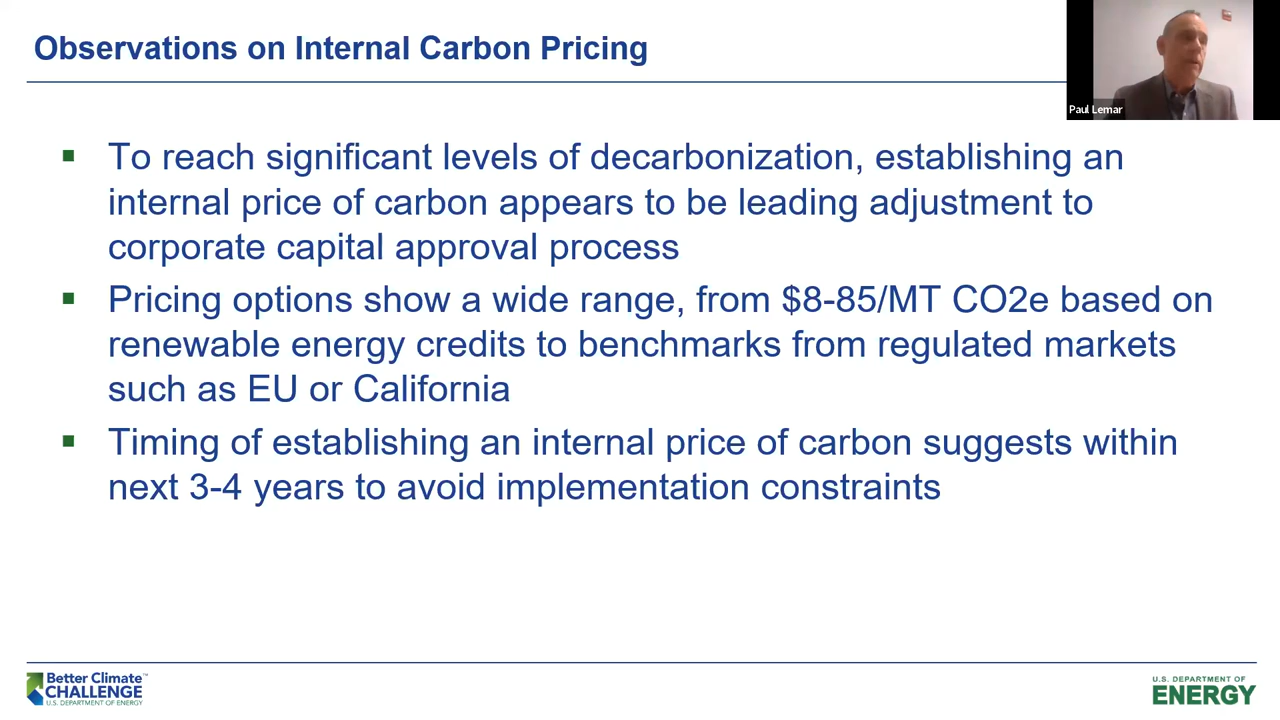 Observations on Internal Carbon Pricing
Paul Lemar
▪ To reach significant levels of decarbonization, establishing an
internal price of carbon appears to be leading adjustment to
corporate capital approval process
▪ Pricing options show a wide range, from $8-85/MT CO2e based on
renewable energy credits to benchmarks from regulated markets
such as EU or California
▪ Timing of establishing an internal price of carbon suggests within
next 3-4 years to avoid implementation constraints
Better Climate™
CHALLENGE
U.S. DEPARTMENT OF ENERGY
U.S. DEPARTMENT OF
ENERGY